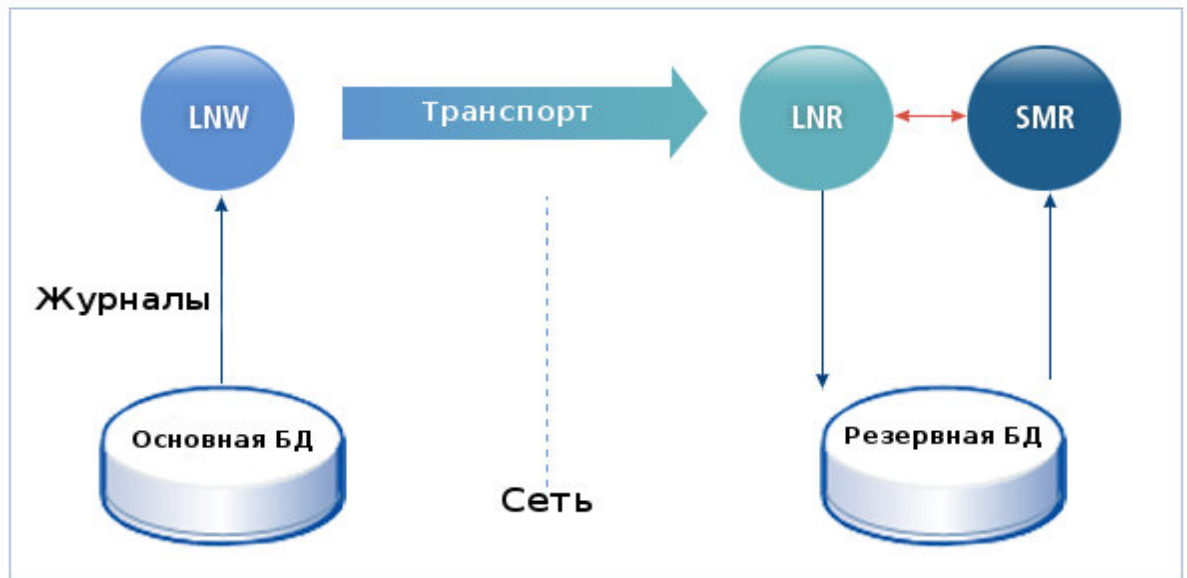 LNW
Транспорт
LNR
SMR
Журналы
Основная БД
Резервная БД
Сеть